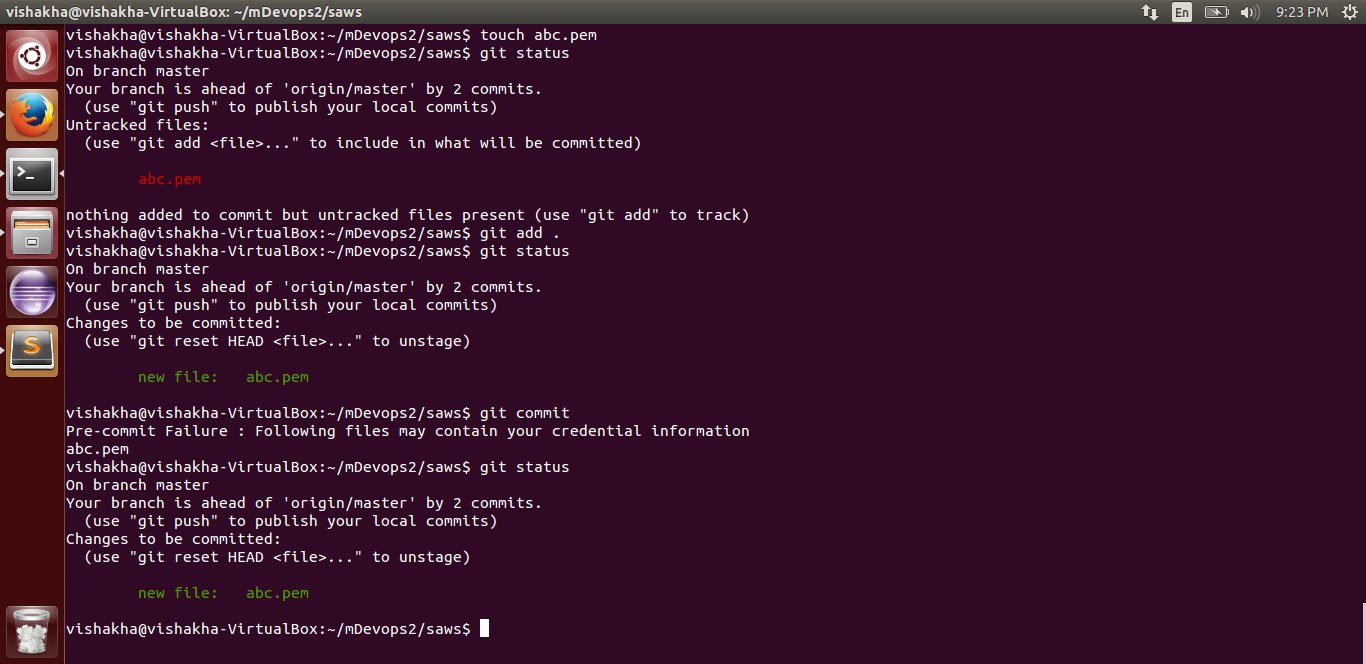 vishakha@vishakha-VirtualBox: ~/mDevops2/saws En 9:23 PM
vishakha@vishakha-VirtualBox:~/mDevops2/saws$ touch abc.pem
vishakha@vishakha-VirtualBox:~/mDevops2/saws$ git status
On branch master
Your branch is ahead of 'origin/master' by 2 commits.
  (use "git push" to publish your local commits)
Untracked files:
  (use "git add <file>..." to include in what will be committed)
        abc.pem
nothing added to commit but untracked files present (use "git add" to track)
vishakha@vishakha-VirtualBox:~/mDevops2/saws$ git add .
vishakha@vishakha-VirtualBox:~/mDevops2/saws$ git status
On branch master
Your branch is ahead of 'origin/master' by 2 commits.
  (use "git push" to publish your local commits)
Changes to be committed:
  (use "git reset HEAD <file>..." to unstage)
        new file:   abc.pem
vishakha@vishakha-VirtualBox:~/mDevops2/saws$ git commit
Pre-commit Failure : Following files may contain your credential information
abc.pem
vishakha@vishakha-VirtualBox:~/mDevops2/saws$ git status
On branch master
Your branch is ahead of 'origin/master' by 2 commits.
  (use "git push" to publish your local commits)
Changes to be committed:
  (use "git reset HEAD <file>..." to unstage)
        new file:   abc.pem
vishakha@vishakha-VirtualBox:~/mDevops2/saws$